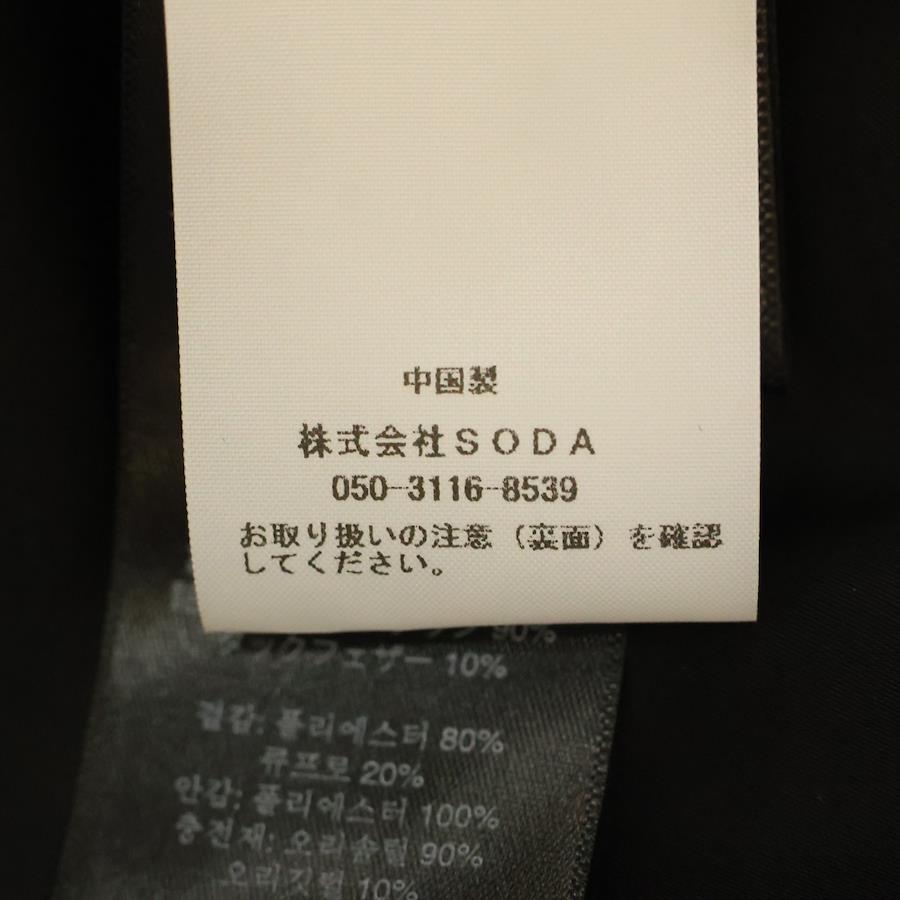 中国製
株式会社SODA
050-3116-8539
お取り扱いの注意(裏面)を確認
してください。
90%
フェザー 10%
겉감: 폴리에스터 80%
류프로 20%
안감: 폴리에스터 100%
충전재: 오리솜털 90%
오리깃털 10%